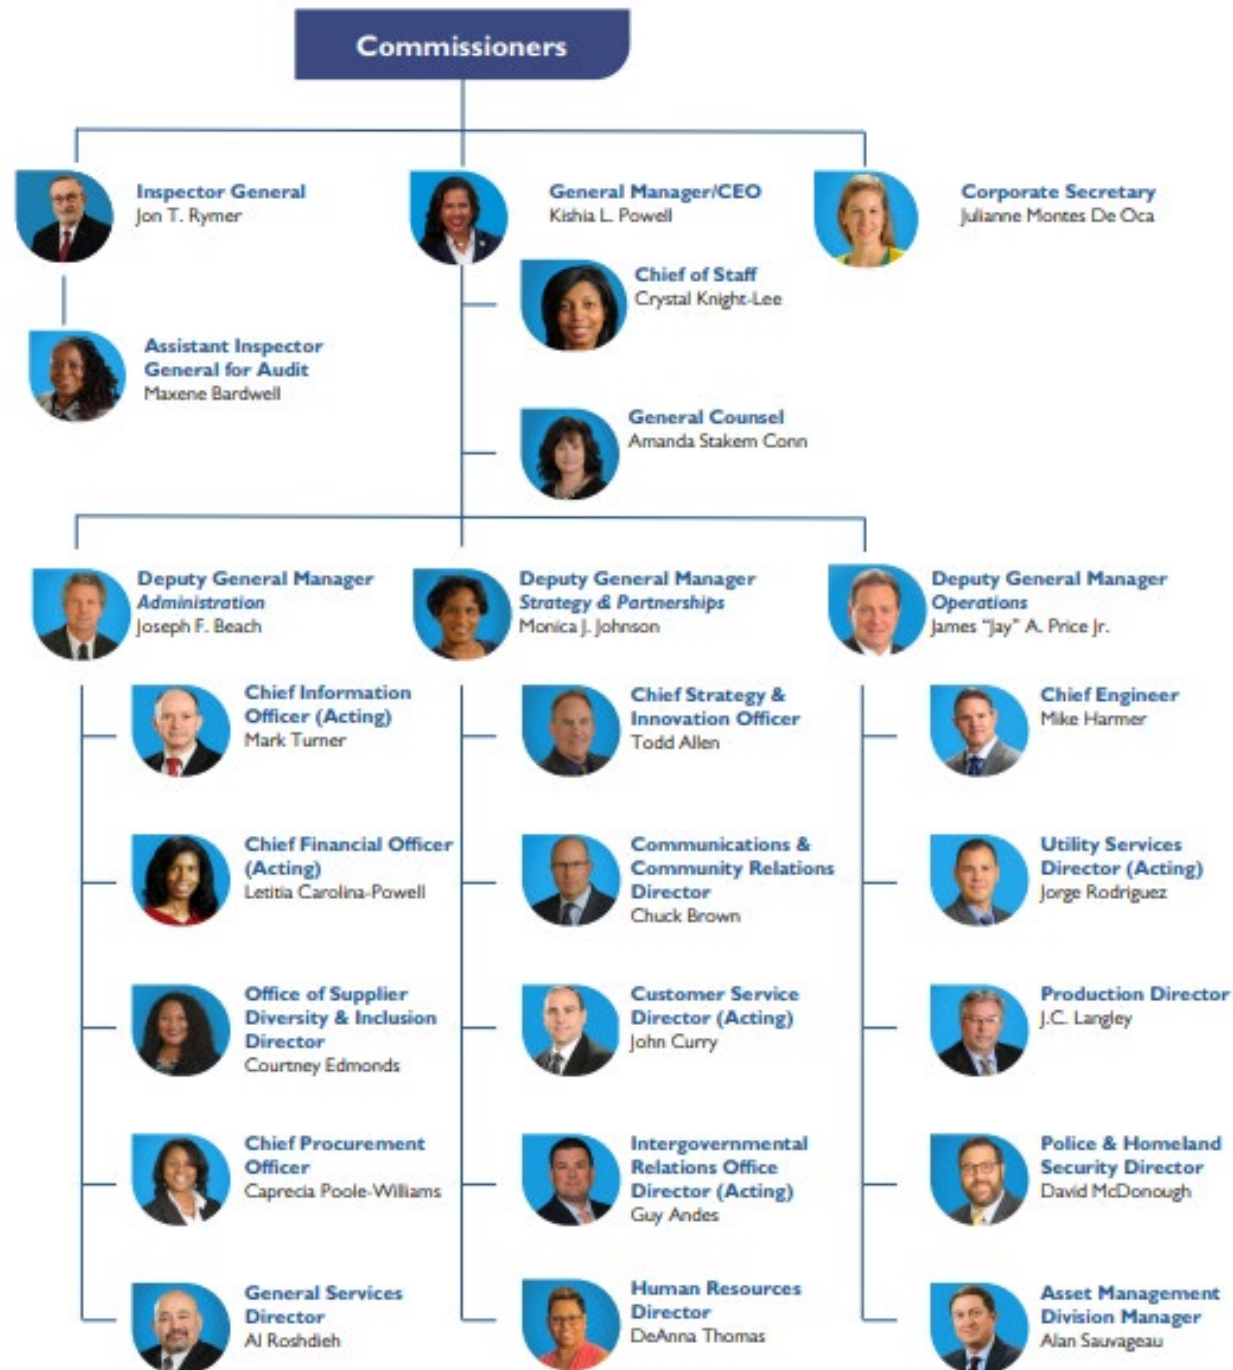 Commissioners
Inspector General
Jon T. Rymer
General Manager/CEO
Kishia L. Powell
Corporate Secretary
Julianne Montes De Oca
Chief of Staff
Crystal Knight-Lee
Assistant Inspector
General for Audit
Maxene Bardwell
General Counsel
Amanda Stakem Conn
Deputy General Manager
Administration
Joseph F. Beach
Deputy General Manager
Strategy & Partnerships
Monica J. Johnson
Deputy General Manager
Operations
James "Jay" A. Price Jr.
Chief Information
Officer (Acting)
Mark Turner
Chief Strategy &
Innovation Officer
Todd Allen
Chief Engineer
Mike Harmer
Chief Financial Officer
(Acting)
Letitia Carolina-Powell
Communications &
Community Relations
Director
Chuck Brown
Utility Services
Director (Acting)
Jorge Rodriguez
Office of Supplier
Diversity & Inclusion
Director
Courtney Edmonds
Customer Service
Director (Acting)
John Curry
Production Director
J.C. Langley
Chief Procurement
Officer
Caprecia Poole-Williams
Intergovernmental
Relations Office
Director (Acting)
Guy Andes
Police & Homeland
Security Director
David McDonough
General Services
Director
Al Roshdieh
Human Resources
Director
DeAnna Thomas
Asset Management
Division Manager
Alan Sauvageau